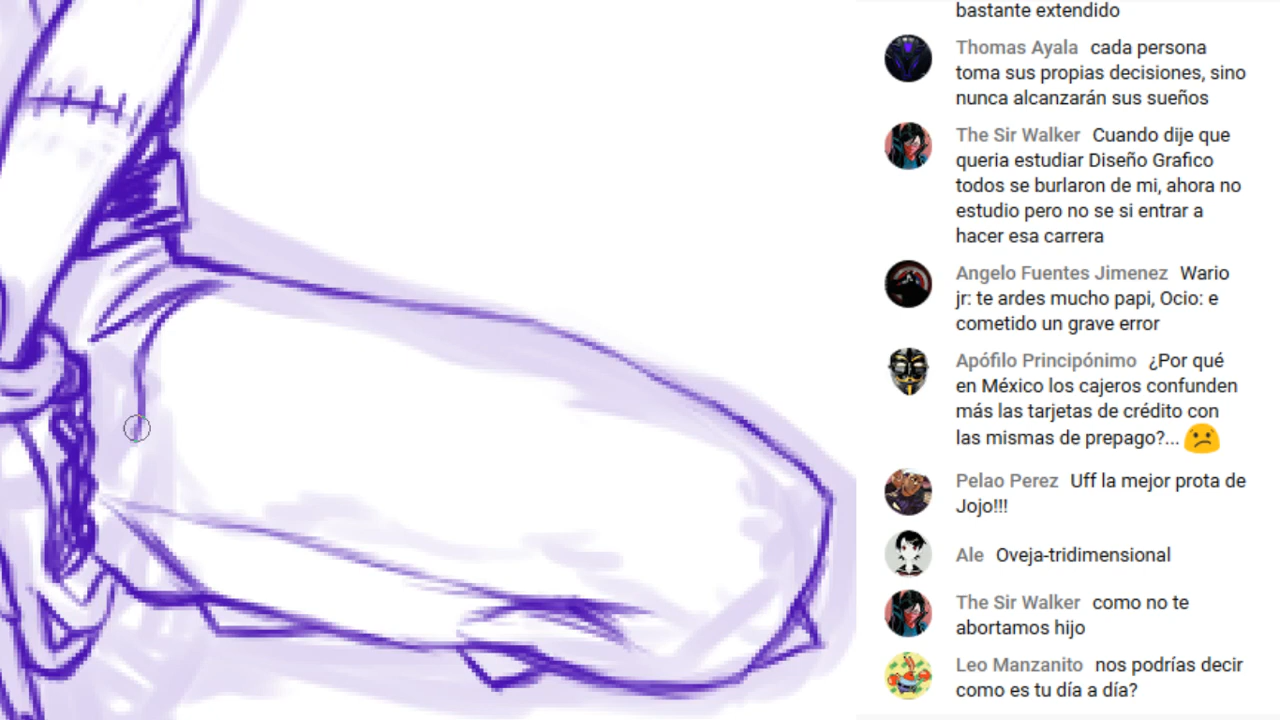 bastante extendido
Thomas Ayala cada persona
toma sus propias decisiones, sino
nunca alcanzarán sus sueños
The Sir Walker Cuando dije que
queria estudiar Diseño Grafico
todos se burlaron de mi, ahora no
estudio pero no se si entrar a
hacer esa carrera
Angelo Fuentes Jimenez Wario
jr: te ardes mucho papi, Ocio: e
cometido un grave error
Apófilo Principónimo ¿Por qué
en México los cajeros confunden
más las tarjetas de crédito con
las mismas de prepago?...
Pelao Perez Uff la mejor prota de
Jojo!!!
Ale Oveja-tridimensional
The Sir Walker como no te
abortamos hijo
Leo Manzanito nos podrías decir
como es tu día a día?